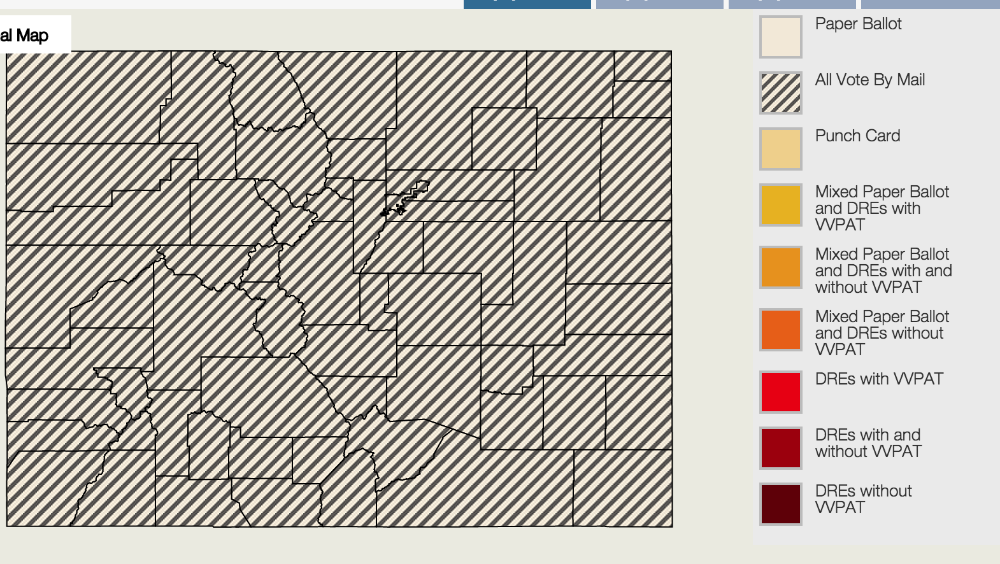 al Map
Paper Ballot
All Vote By Mail
Punch Card
Mixed Paper Ballot
and DREs with
VVPAT
Mixed Paper Ballot
and DREs with and
without VVPAT
Mixed Paper Ballot
and DREs without
VVPAT
DREs with VVPAT
DREs with and
without VVPAT
DREs without
VVPAT